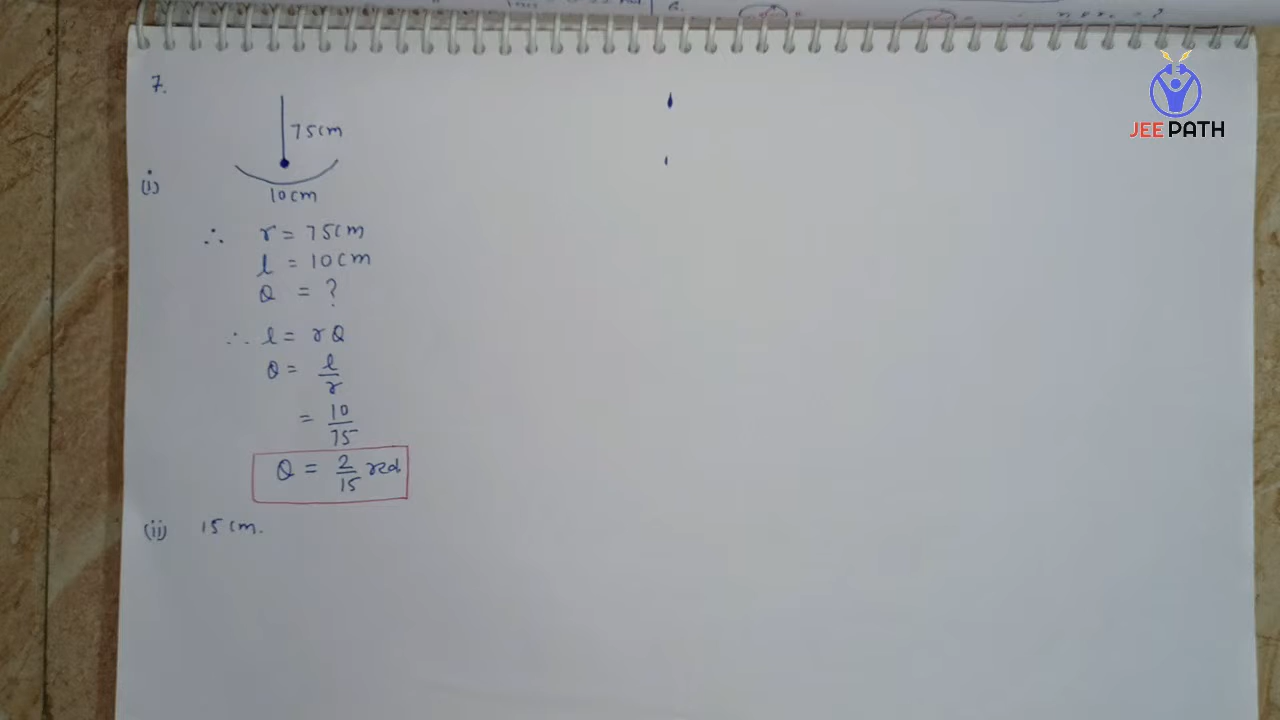 7.
75cm
10cm
(i)
∴ r = 75cm
l = 10cm
θ = ?
∴ l = rθ
θ = l/r
= 10/75
θ = 2/15 rad.
(ii) 15cm.
JEE PATH